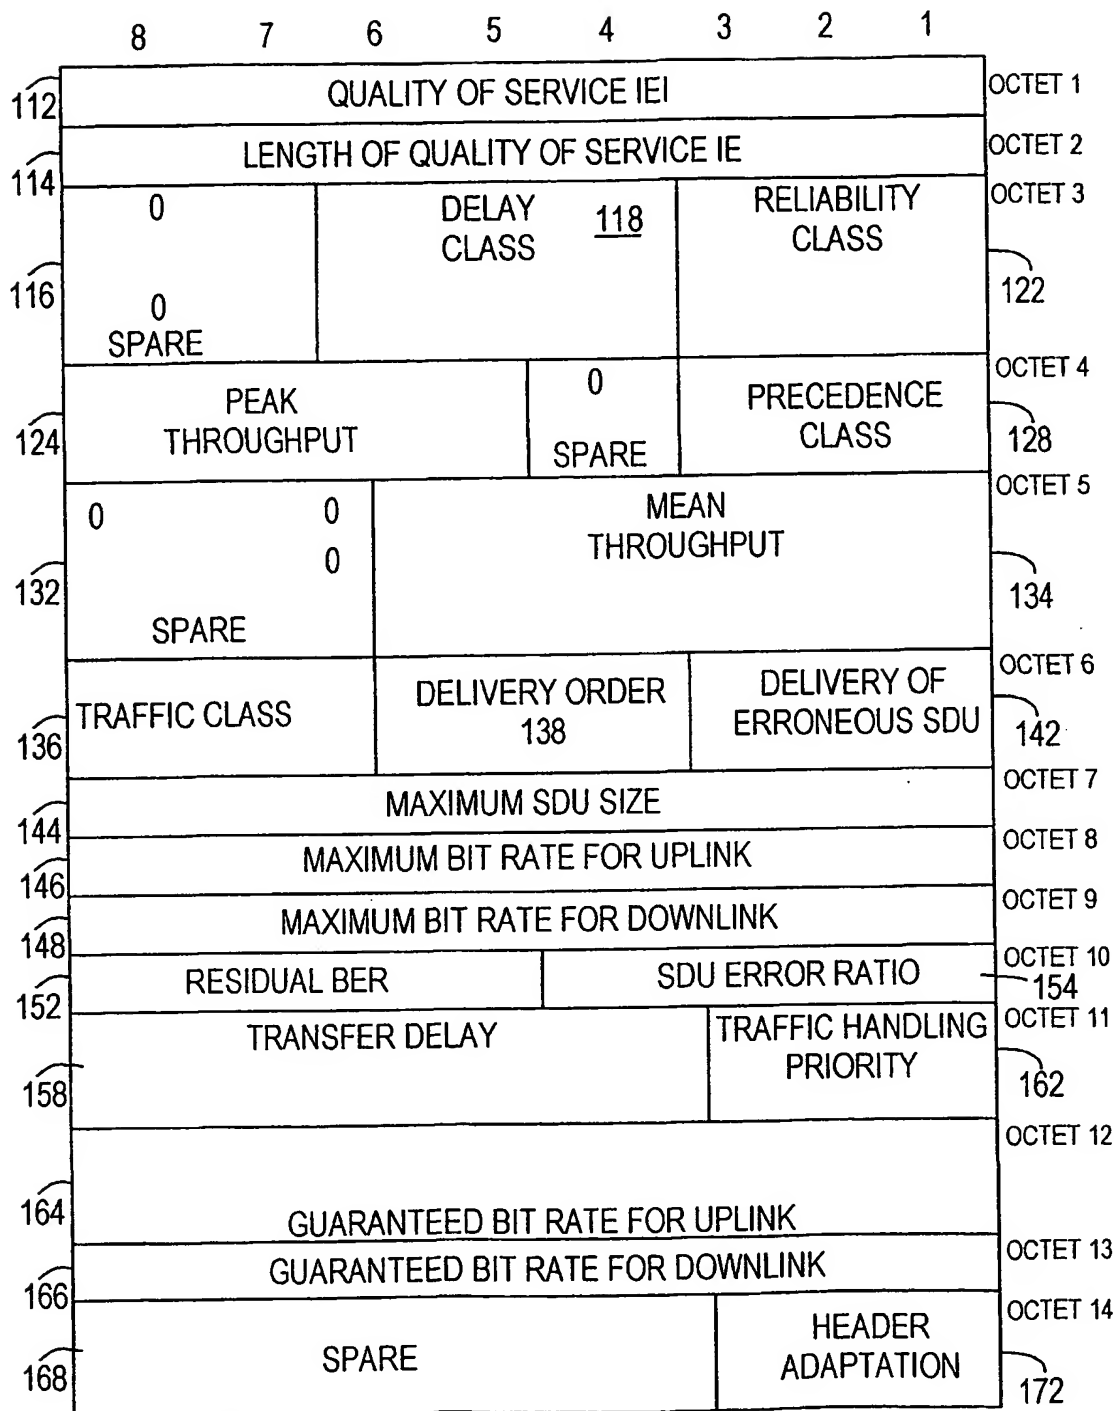 8 7 6 5 4 3 2 1
112 QUALITY OF SERVICE IEI OCTET 1
114 LENGTH OF QUALITY OF SERVICE IE OCTET 2
0 DELAY 118 RELIABILITY OCTET 3
CLASS CLASS
116 122
0
SPARE
PEAK 0 PRECEDENCE OCTET 4
124 THROUGHPUT CLASS 128
SPARE
0 0 MEAN OCTET 5
0 THROUGHPUT
132 134
SPARE
TRAFFIC CLASS DELIVERY ORDER DELIVERY OF OCTET 6
136 138 ERRONEOUS SDU 142
144 MAXIMUM SDU SIZE OCTET 7
146 MAXIMUM BIT RATE FOR UPLINK OCTET 8
148 MAXIMUM BIT RATE FOR DOWNLINK OCTET 9
152 RESIDUAL BER SDU ERROR RATIO OCTET 10
154
TRANSFER DELAY TRAFFIC HANDLING OCTET 11
158 PRIORITY 162
OCTET 12
164 GUARANTEED BIT RATE FOR UPLINK
166 GUARANTEED BIT RATE FOR DOWNLINK OCTET 13
SPARE HEADER OCTET 14
168 ADAPTATION 172